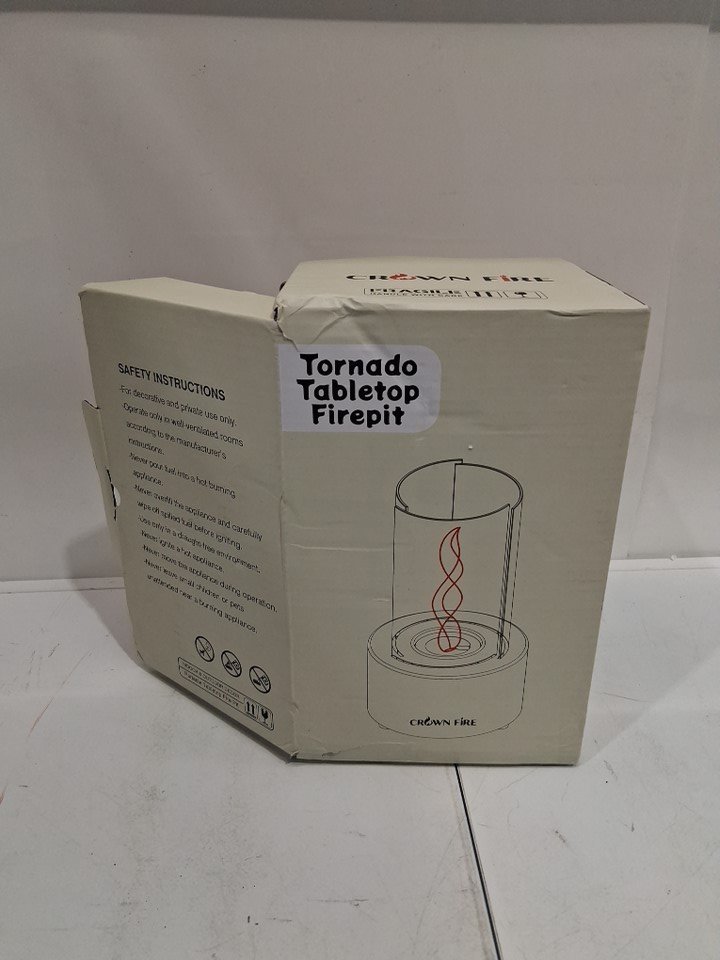 CROWN FIRE
FRAGILE
HANDLE WITH CARE
Tornado
Tabletop
Firepit
CROWN FIRE
SAFETY INSTRUCTIONS
-For decorative and private use only.
-Operate only in well-ventilated rooms
according to the manufacturer's
instructions.
-Never pour fuel into a hot burning
appliance.
-Never overfill the appliance and carefully
wipe off spilled fuel before igniting.
-Use only in a draught-free environment.
-Never ignite a hot appliance.
-Never move the appliance during operation.
-Never leave small children or pets
unattended near a burning appliance.